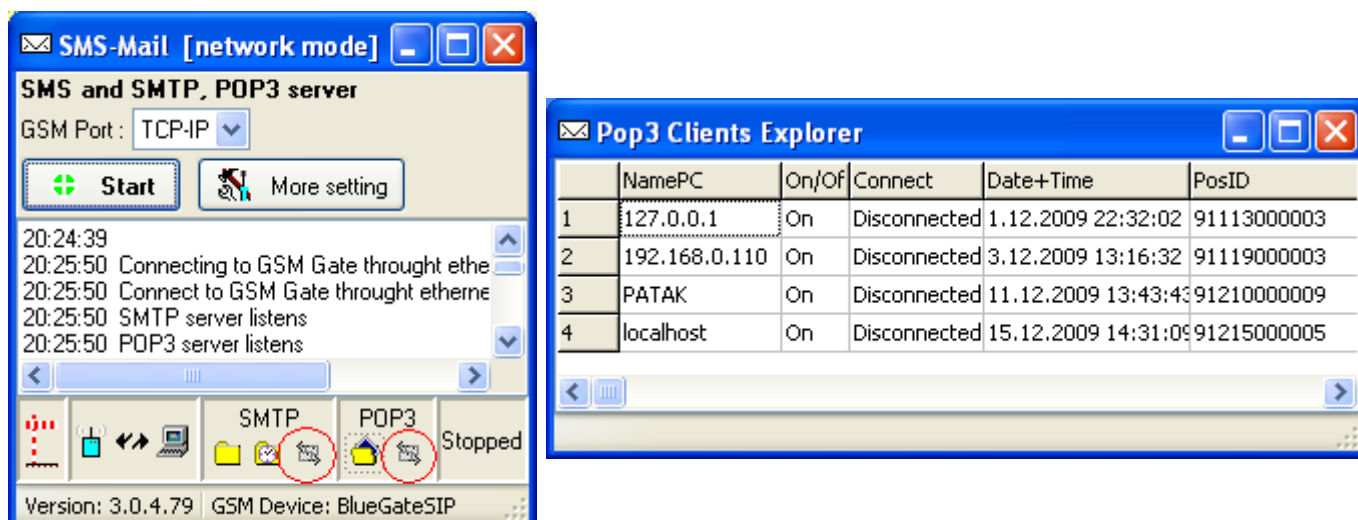 SMS-Mail [network mode]
SMS and SMTP, POP3 server
GSM Port : TCP-IP
Start More setting
20:24:39
20:25:50 Connecting to GSM Gate throught ethe
20:25:50 Connect to GSM Gate throught etherne
20:25:50 SMTP server listens
20:25:50 POP3 server listens
SMTP POP3
Stopped
Version: 3.0.4.79 GSM Device: BlueGateSIP
Pop3 Clients Explorer
NamePC On/Of Connect Date+Time PosID
1 127.0.0.1 On Disconnected 1.12.2009 22:32:02 91113000003
2 192.168.0.110 On Disconnected 3.12.2009 13:16:32 91119000003
3 PATAK On Disconnected 11.12.2009 13:43:43 91210000009
4 localhost On Disconnected 15.12.2009 14:31:09 91215000005